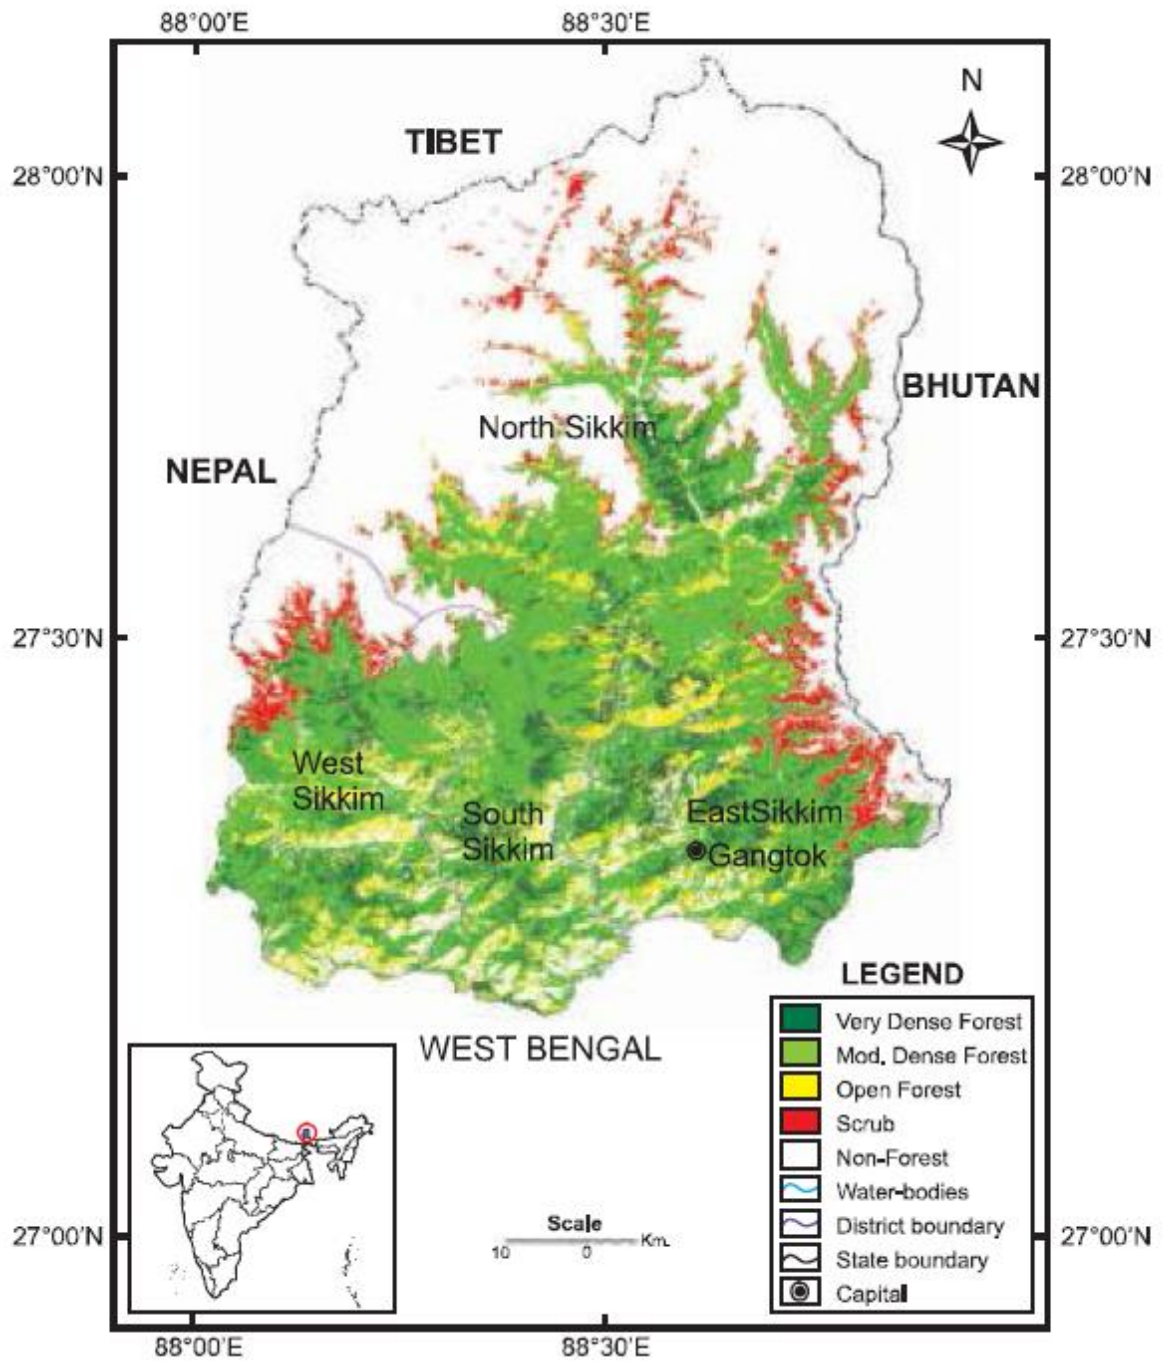 88°00'E 88°30'E
N
TIBET
28°00'N 28°00'N
BHUTAN
North Sikkim
NEPAL
27°30'N 27°30'N
West
Sikkim
South
Sikkim
EastSikkim
Gangtok
LEGEND
Very Dense Forest
Mod. Dense Forest
Open Forest
Scrub
Non-Forest
Water-bodies
District boundary
State boundary
Capital
WEST BENGAL
Scale
10 0 Km.
27°00'N 27°00'N
88°00'E 88°30'E